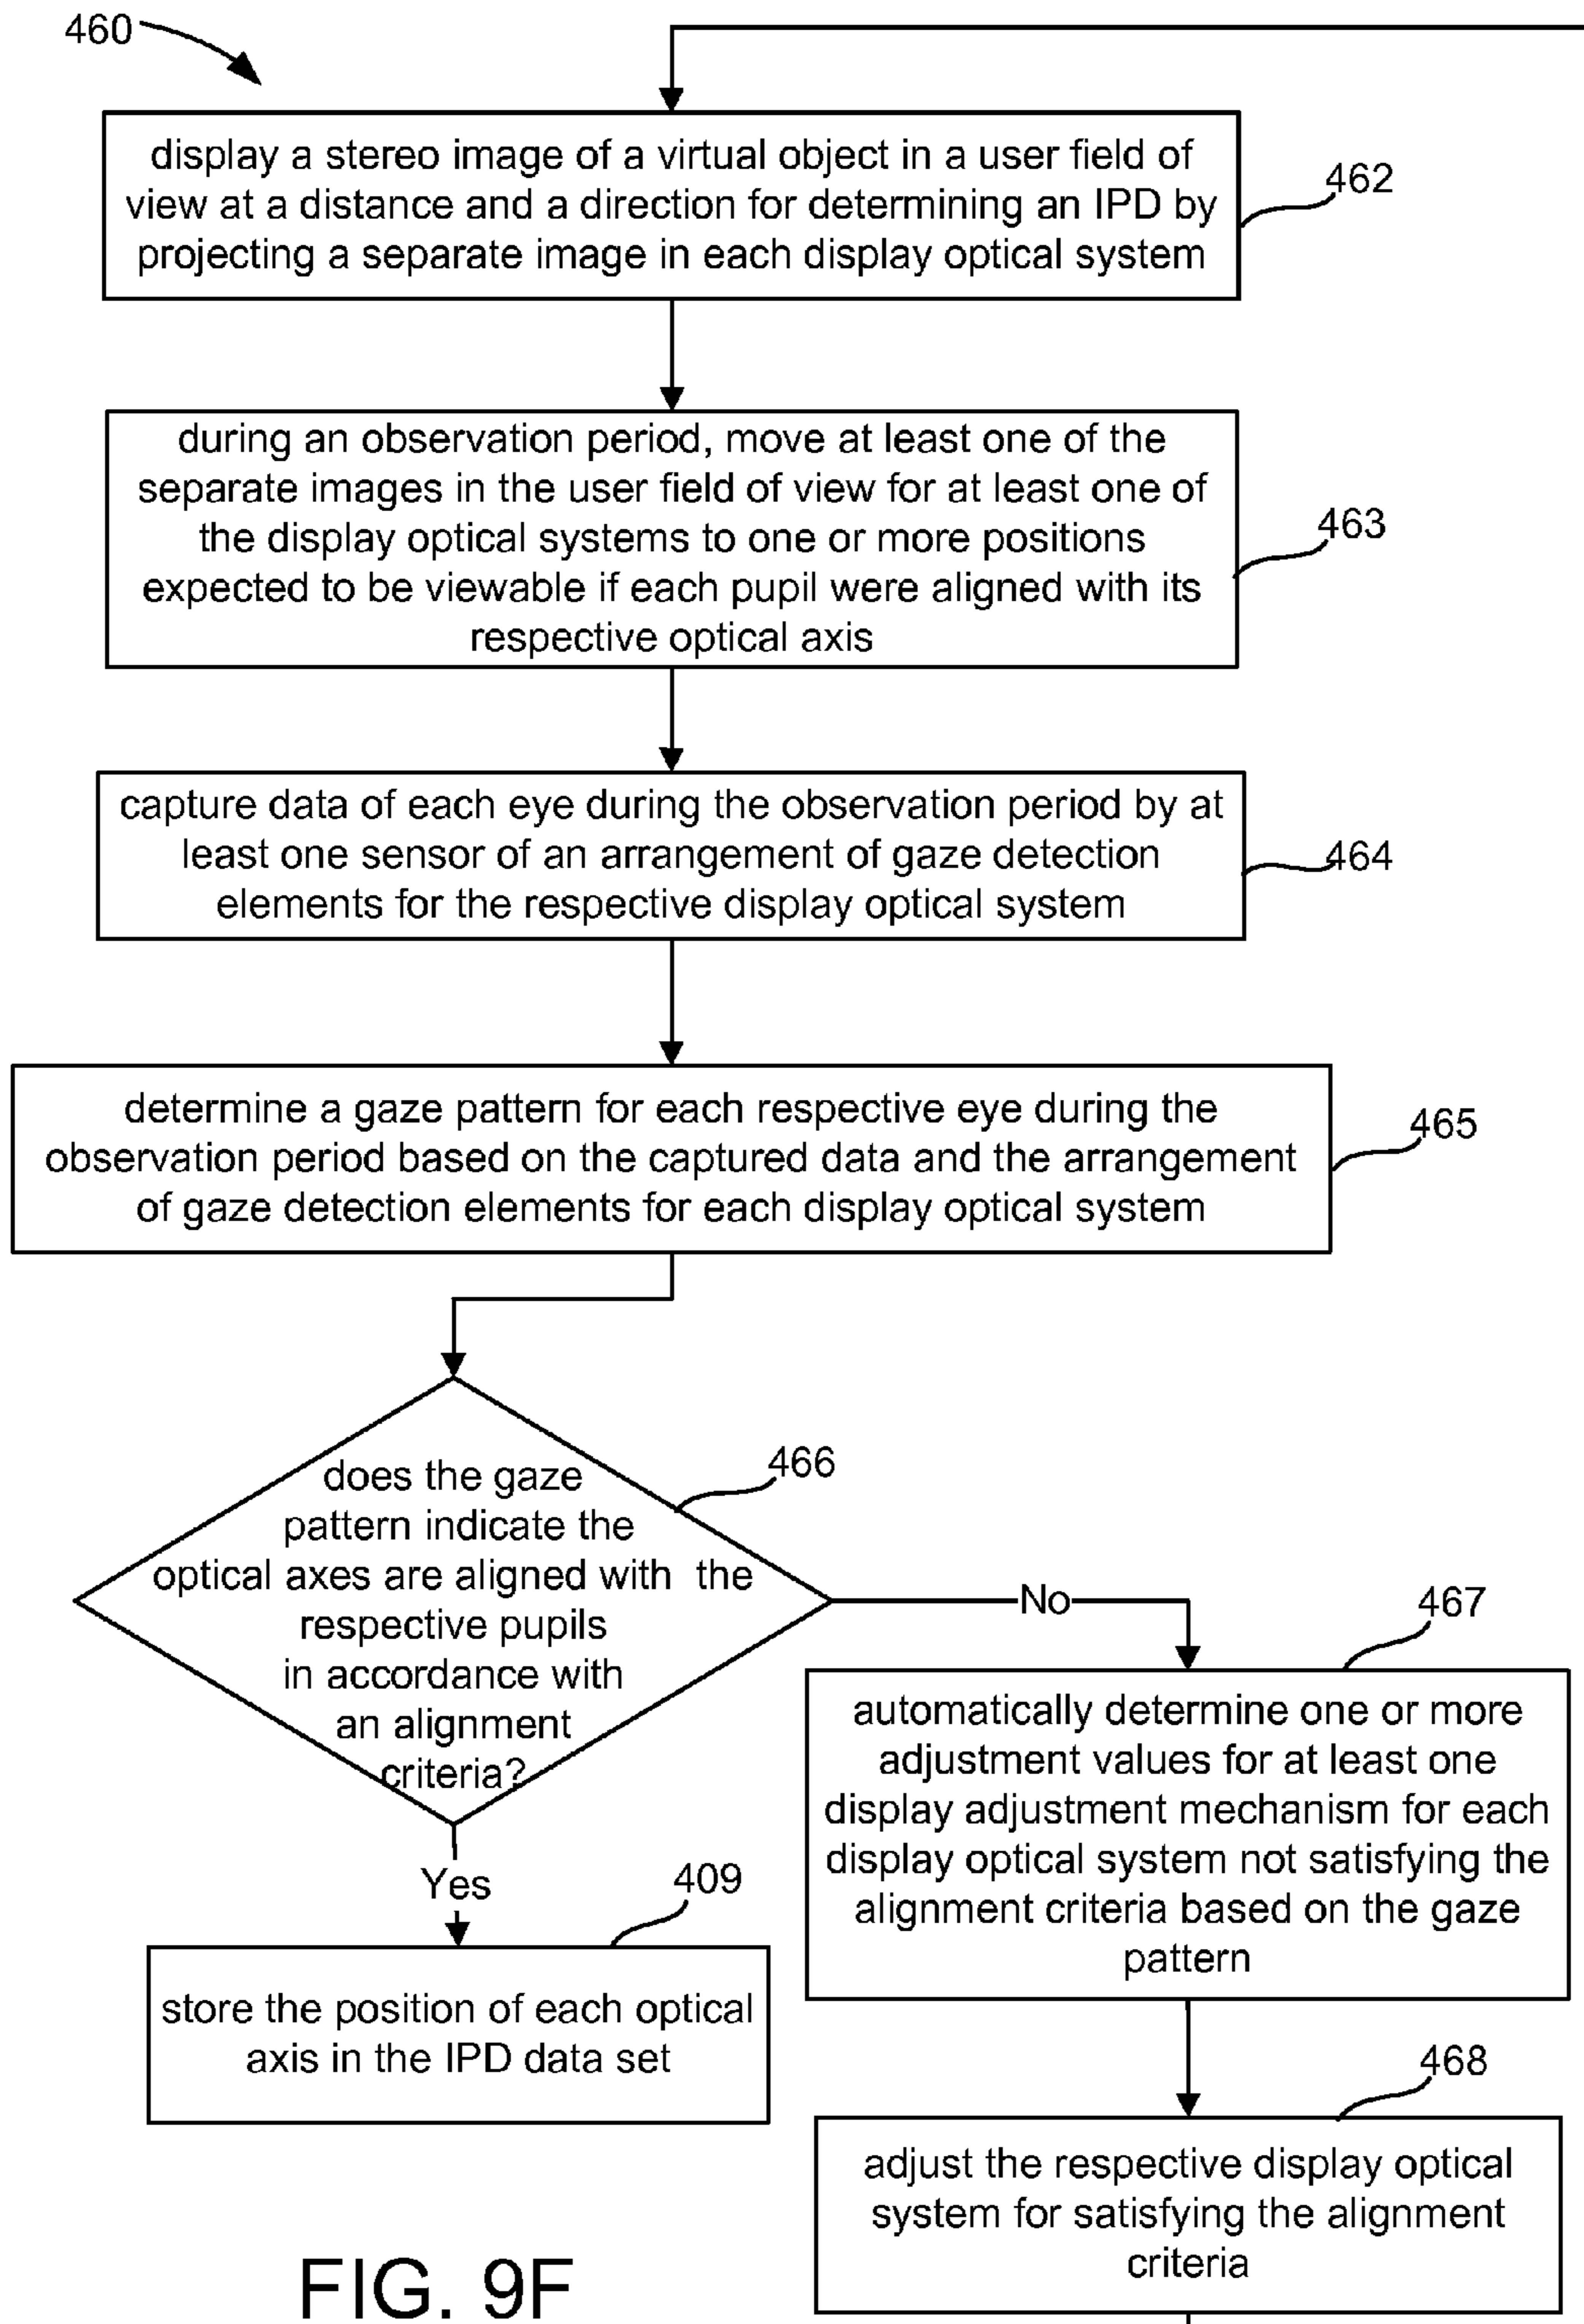 460
display a stereo image of a virtual object in a user field of
view at a distance and a direction for determining an IPD by
projecting a separate image in each display optical system
462
during an observation period, move at least one of the
separate images in the user field of view for at least one of
the display optical systems to one or more positions
expected to be viewable if each pupil were aligned with its
respective optical axis
463
capture data of each eye during the observation period by at
least one sensor of an arrangement of gaze detection
elements for the respective display optical system
464
determine a gaze pattern for each respective eye during the
observation period based on the captured data and the arrangement
of gaze detection elements for each display optical system
465
does the gaze
pattern indicate the
optical axes are aligned with the
respective pupils
in accordance with
an alignment
criteria?
466
No
467
automatically determine one or more
adjustment values for at least one
display adjustment mechanism for each
display optical system not satisfying the
alignment criteria based on the gaze
pattern
Yes
409
store the position of each optical
axis in the IPD data set
468
adjust the respective display optical
system for satisfying the alignment
criteria
FIG. 9F